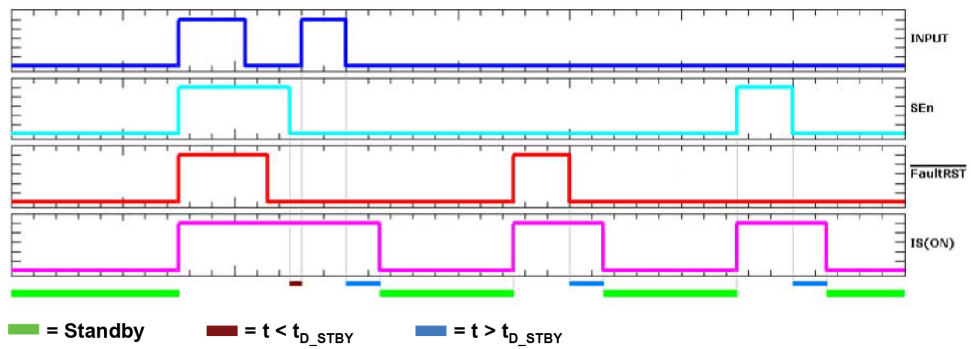 INPUT
SEn
FaultRST
IS(ON)
= Standby
= t < tD_STBY
= t > tD_STBY